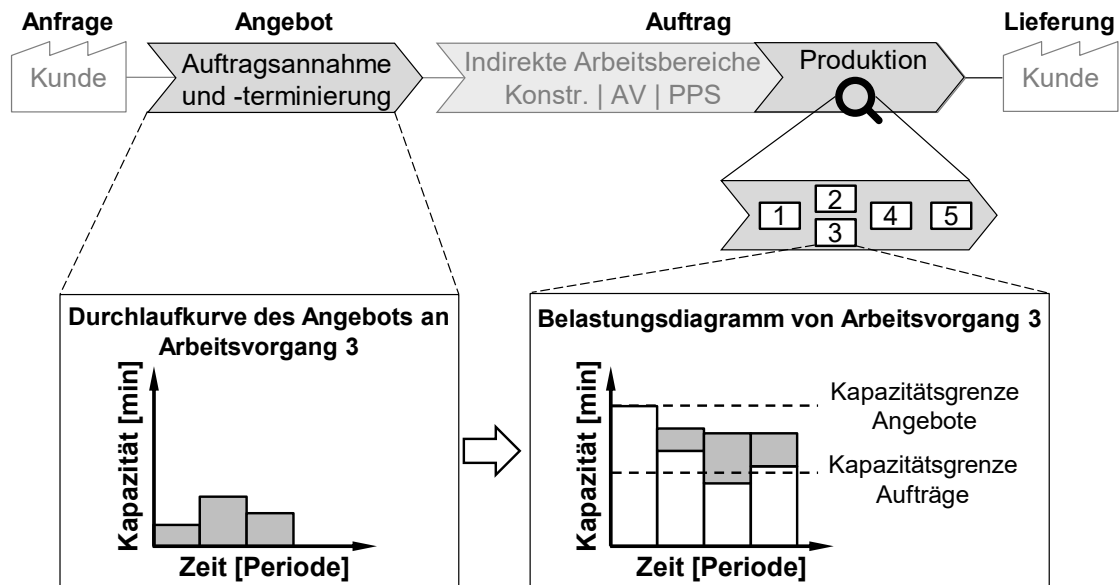 Anfrage
Angebot
Auftrag
Lieferung
Kunde
Auftragsannahme
und -terminierung
Indirekte Arbeitsbereiche
Konstr. | AV | PPS
Produktion
Kunde
1
2
3
4
5
Durchlaufkurve des Angebots an
Arbeitsvorgang 3
Kapazität [min]
Zeit [Periode]
Belastungsdiagramm von Arbeitsvorgang 3
Kapazität [min]
Kapazitätsgrenze
Angebote
Kapazitätsgrenze
Aufträge
Zeit [Periode]